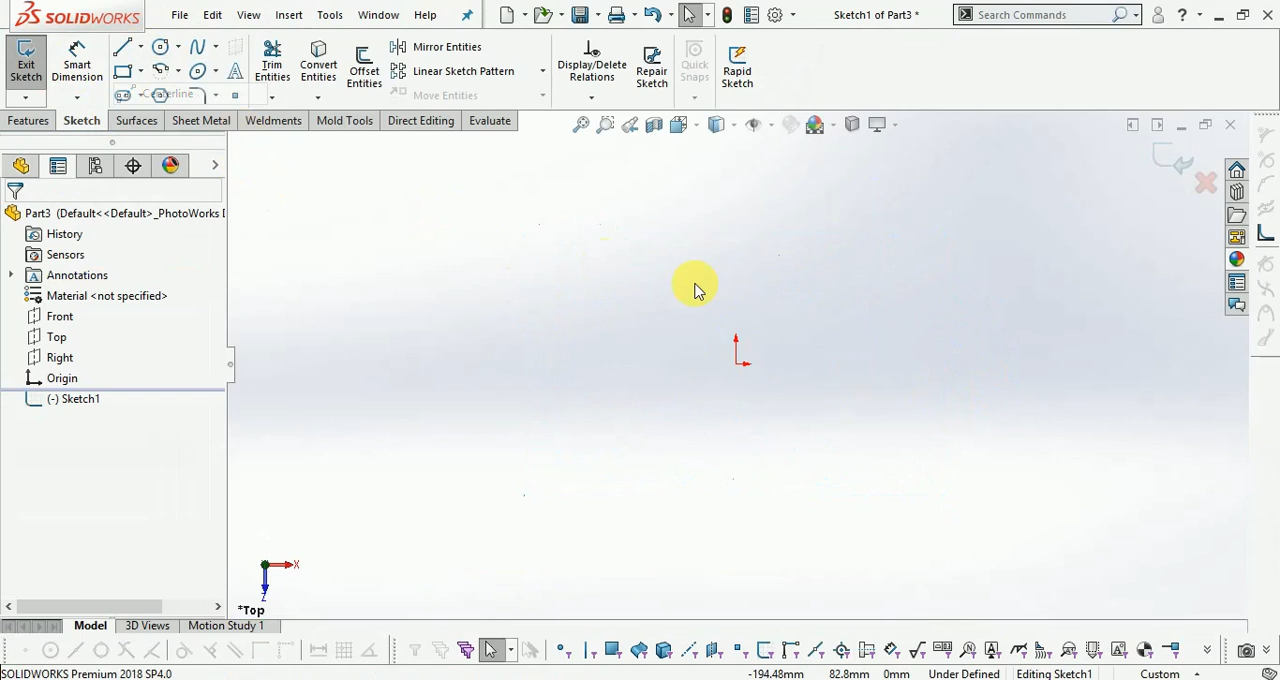 SOLIDWORKS
File Edit View Insert Tools Window Help
Sketch1 of Part3 *
Search Commands
Exit Sketch
Smart Dimension
Trim Entities
Convert Entities
Offset Entities
Mirror Entities
Linear Sketch Pattern
Move Entities
Display/Delete Relations
Repair Sketch
Quick Snaps
Rapid Sketch
Centerline
Features Sketch Surfaces Sheet Metal Weldments Mold Tools Direct Editing Evaluate
Part3 (Default<<Default>_PhotoWorks D
History
Sensors
Annotations
Material <not specified>
Front
Top
Right
Origin
(-) Sketch1
X
Z
*Top
Model 3D Views Motion Study 1
SOLIDWORKS Premium 2018 SP4.0
-194.48mm 82.8mm 0mm Under Defined Editing Sketch1 Custom